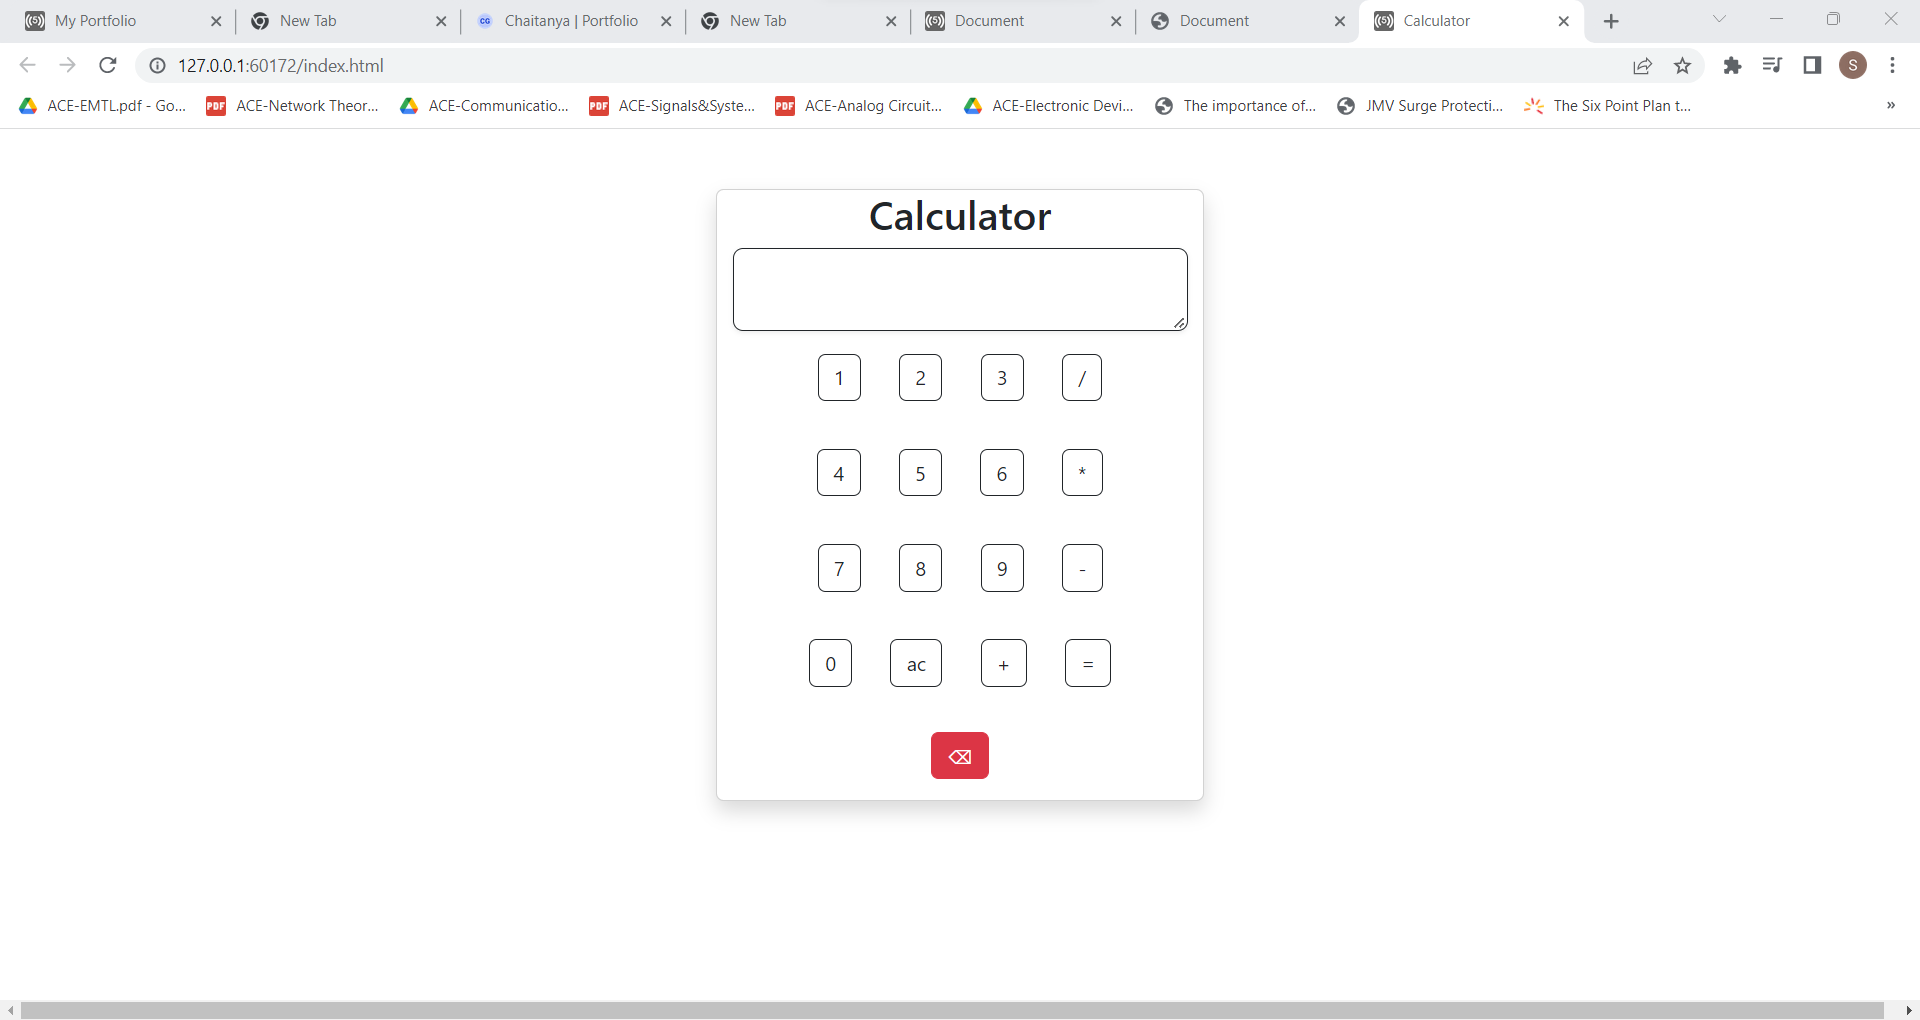 My Portfolio New Tab Chaitanya | Portfolio New Tab Document Document Calculator
127.0.0.1:60172/index.html S
ACE-EMTL.pdf - Go... PDF ACE-Network Theor... ACE-Communicatio... PDF ACE-Signals&Syste... PDF ACE-Analog Circuit... ACE-Electronic Devi... The importance of... JMV Surge Protecti... The Six Point Plan t... »
Calculator
1 2 3 /
4 5 6 *
7 8 9 -
0 ac + =
⌫